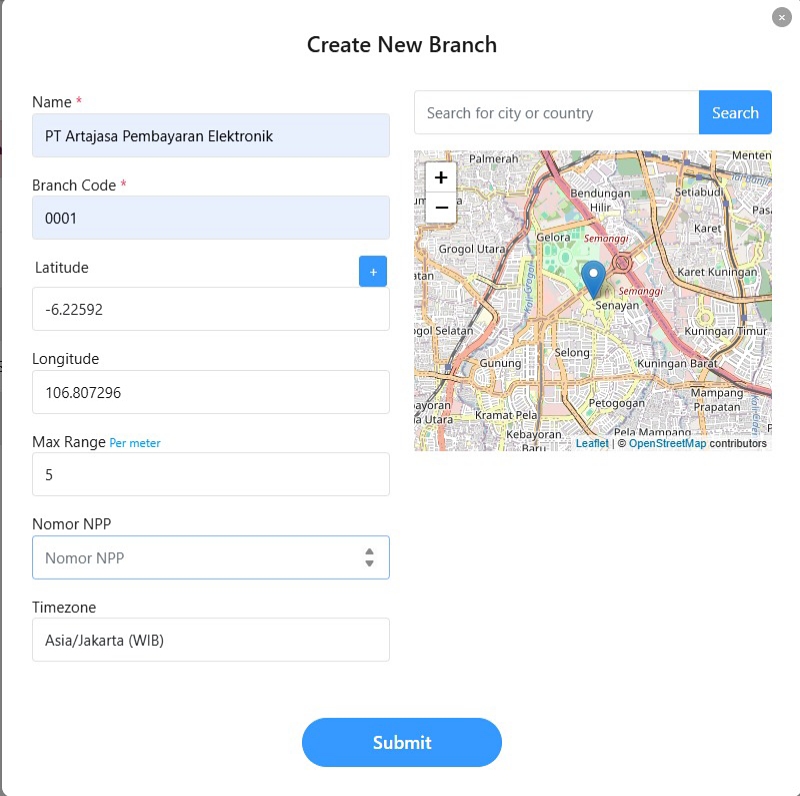 ×
Create New Branch
Name *
PT Artajasa Pembayaran Elektronik
Branch Code *
0001
Latitude
+
-6.22592
Longitude
106.807296
Max Range Per meter
5
Nomor NPP
Nomor NPP
Timezone
Asia/Jakarta (WIB)
Search for city or country
Search
+
−
Palmerah
Menten
Bendungan
Hilir
Setiabudi
Karet
Gelora
Semanggi
Grogol Utara
Karet Kuningan
Semanggi
Senayan
ogol Selatan
Kuningan Timur
Selong
Gunung
Kuningan Barat
Mampang
Prapatan
Petogogan
Kramat Pela
Kebayoran
Baru
Pela Mampang
ayoran
a Utara
Leaflet | © OpenStreetMap contributors
Submit